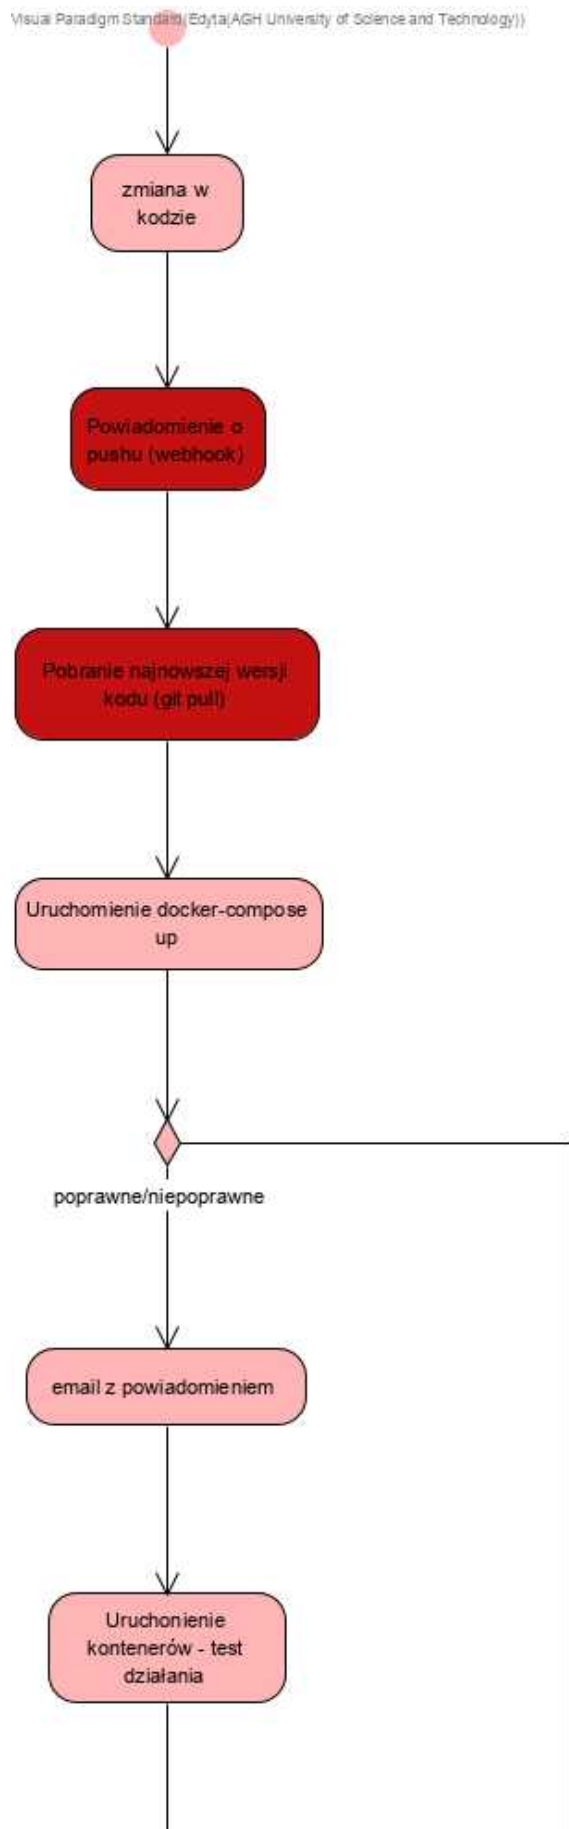 Visual Paradigm Standard(Edyta(AGH University of Science and Technology))
zmiana w
kodzie
Powiadomienie o
pushu (webhook)
Pobranie najnowszej wersji
kodu (git pull)
Uruchomienie docker-compose
up
poprawne/niepoprawne
email z powiadomieniem
Uruchonienie
kontenerów - test
działania